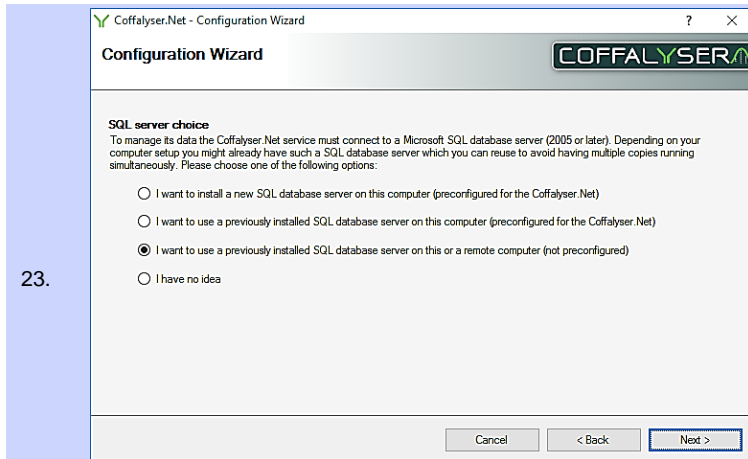 Coffalyser.Net - Configuration Wizard
Configuration Wizard
COFFALYSER
SQL server choice
To manage its data the Coffalyser.Net service must connect to a Microsoft SQL database server (2005 or later). Depending on your
computer setup you might already have such a SQL database server which you can reuse to avoid having multiple copies running
simultaneously. Please choose one of the following options:
I want to install a new SQL database server on this computer (preconfigured for the Coffalyser.Net)
I want to use a previously installed SQL database server on this computer (preconfigured for the Coffalyser.Net)
I want to use a previously installed SQL database server on this or a remote computer (not preconfigured)
23.
I have no idea
Cancel
< Back
Next >